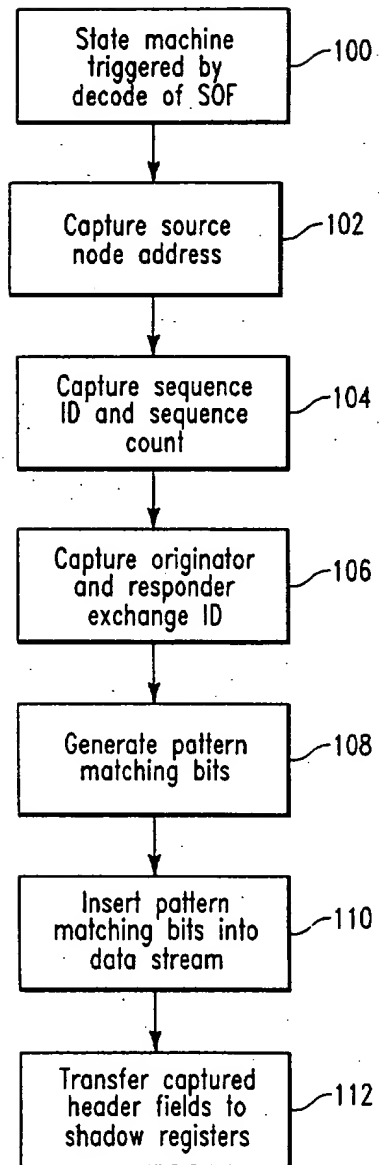 State machine
triggered by
decode of SOF
100
Capture source
node address
102
Capture sequence
ID and sequence
count
104
Capture originator
and responder
exchange ID
106
Generate pattern
matching bits
108
Insert pattern
matching bits into
data stream
110
Transfer captured
header fields to
shadow registers
112